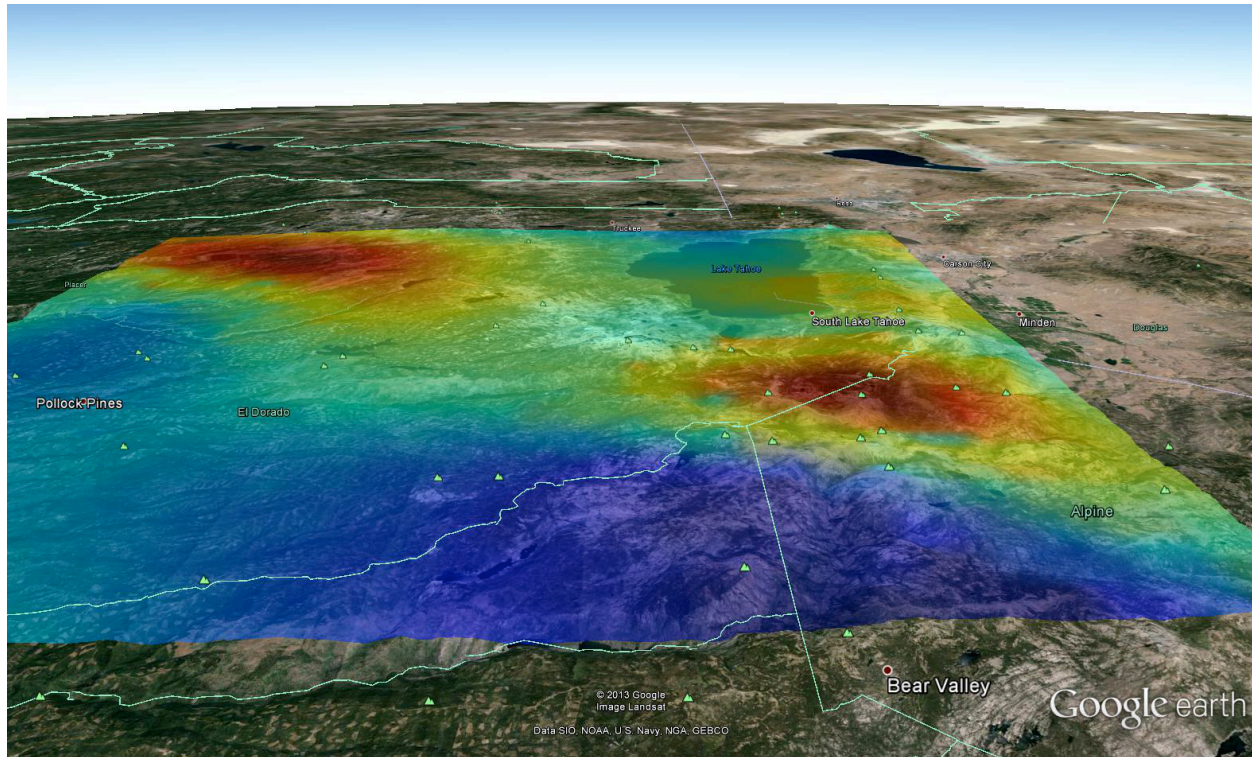 Reno
Truckee
Carson City
Lake Tahoe
Placer
South Lake Tahoe
Minden
Douglas
Pollock Pines
El Dorado
Alpine
Bear Valley
© 2013 Google
Image Landsat
Data SIO, NOAA, U.S. Navy, NGA, GEBCO
Google earth